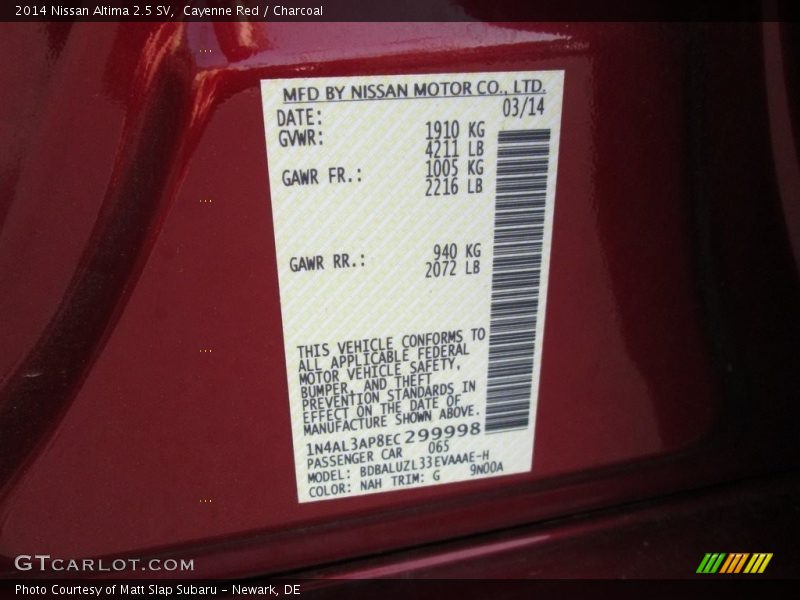 2014 Nissan Altima 2.5 SV, Cayenne Red / Charcoal
MFD BY NISSAN MOTOR CO., LTD.
DATE: 03/14
GVWR: 1910 KG
4211 LB
GAWR FR.: 1005 KG
2216 LB
GAWR RR.: 940 KG
2072 LB
THIS VEHICLE CONFORMS TO
ALL APPLICABLE FEDERAL
MOTOR VEHICLE SAFETY,
BUMPER, AND THEFT
PREVENTION STANDARDS IN
EFFECT ON THE DATE OF
MANUFACTURE SHOWN ABOVE.
1N4AL3AP8EC299998
PASSENGER CAR 065
MODEL: BDBALUZL33EVAAAE-H
COLOR: NAH TRIM: G 9N00A
GTCARLOT.COM
Photo Courtesy of Matt Slap Subaru - Newark, DE